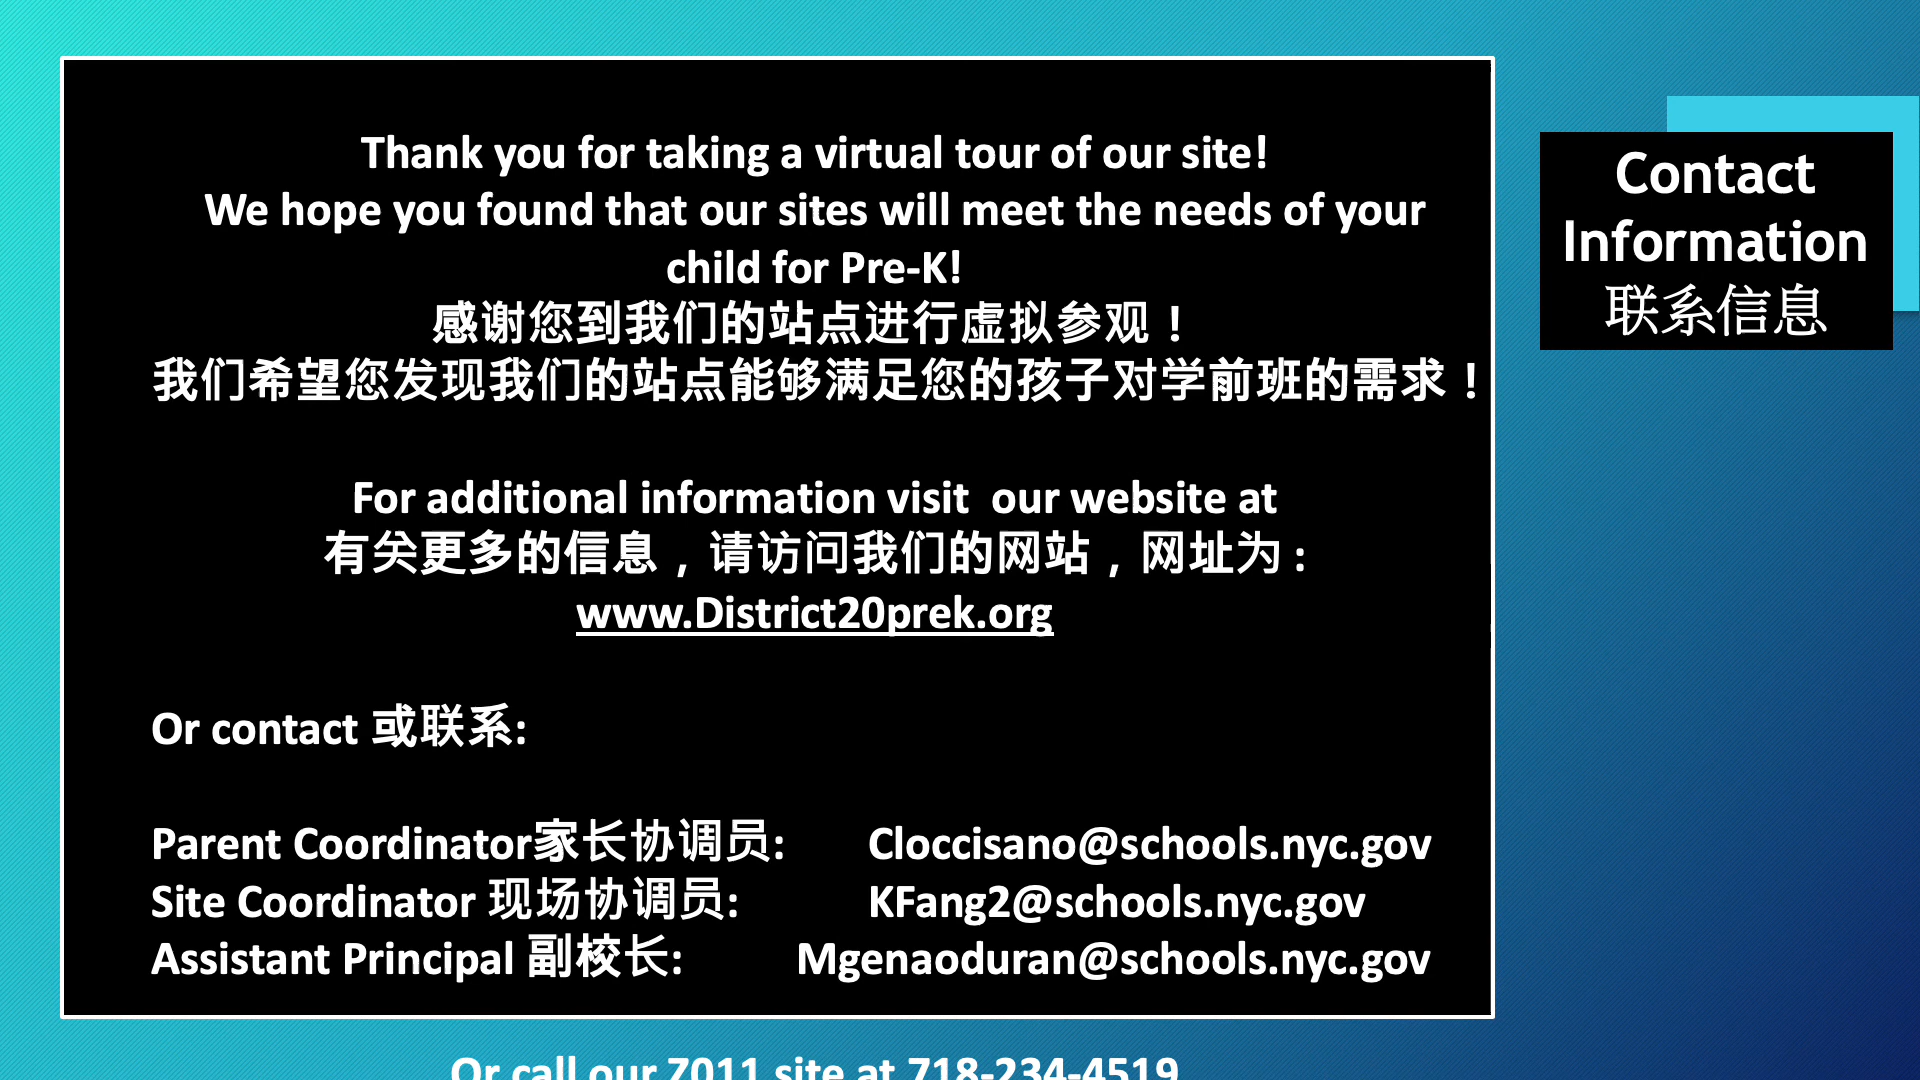 Thank you for taking a virtual tour of our site!
We hope you found that our sites will meet the needs of your
child for Pre-K!
感谢您到我们的站点进行虚拟参观！
我们希望您发现我们的站点能够满足您的孩子对学前班的需求！
For additional information visit  our website at
有关更多的信息，请访问我们的网站，网址为:
www.District20prek.org
Or contact 或联系:
Parent Coordinator家长协调员: Cloccisano@schools.nyc.gov
Site Coordinator 现场协调员: KFang2@schools.nyc.gov
Assistant Principal 副校长: Mgenaoduran@schools.nyc.gov
Or call our Z011 site at 718-234-4519
Contact
Information
联系信息